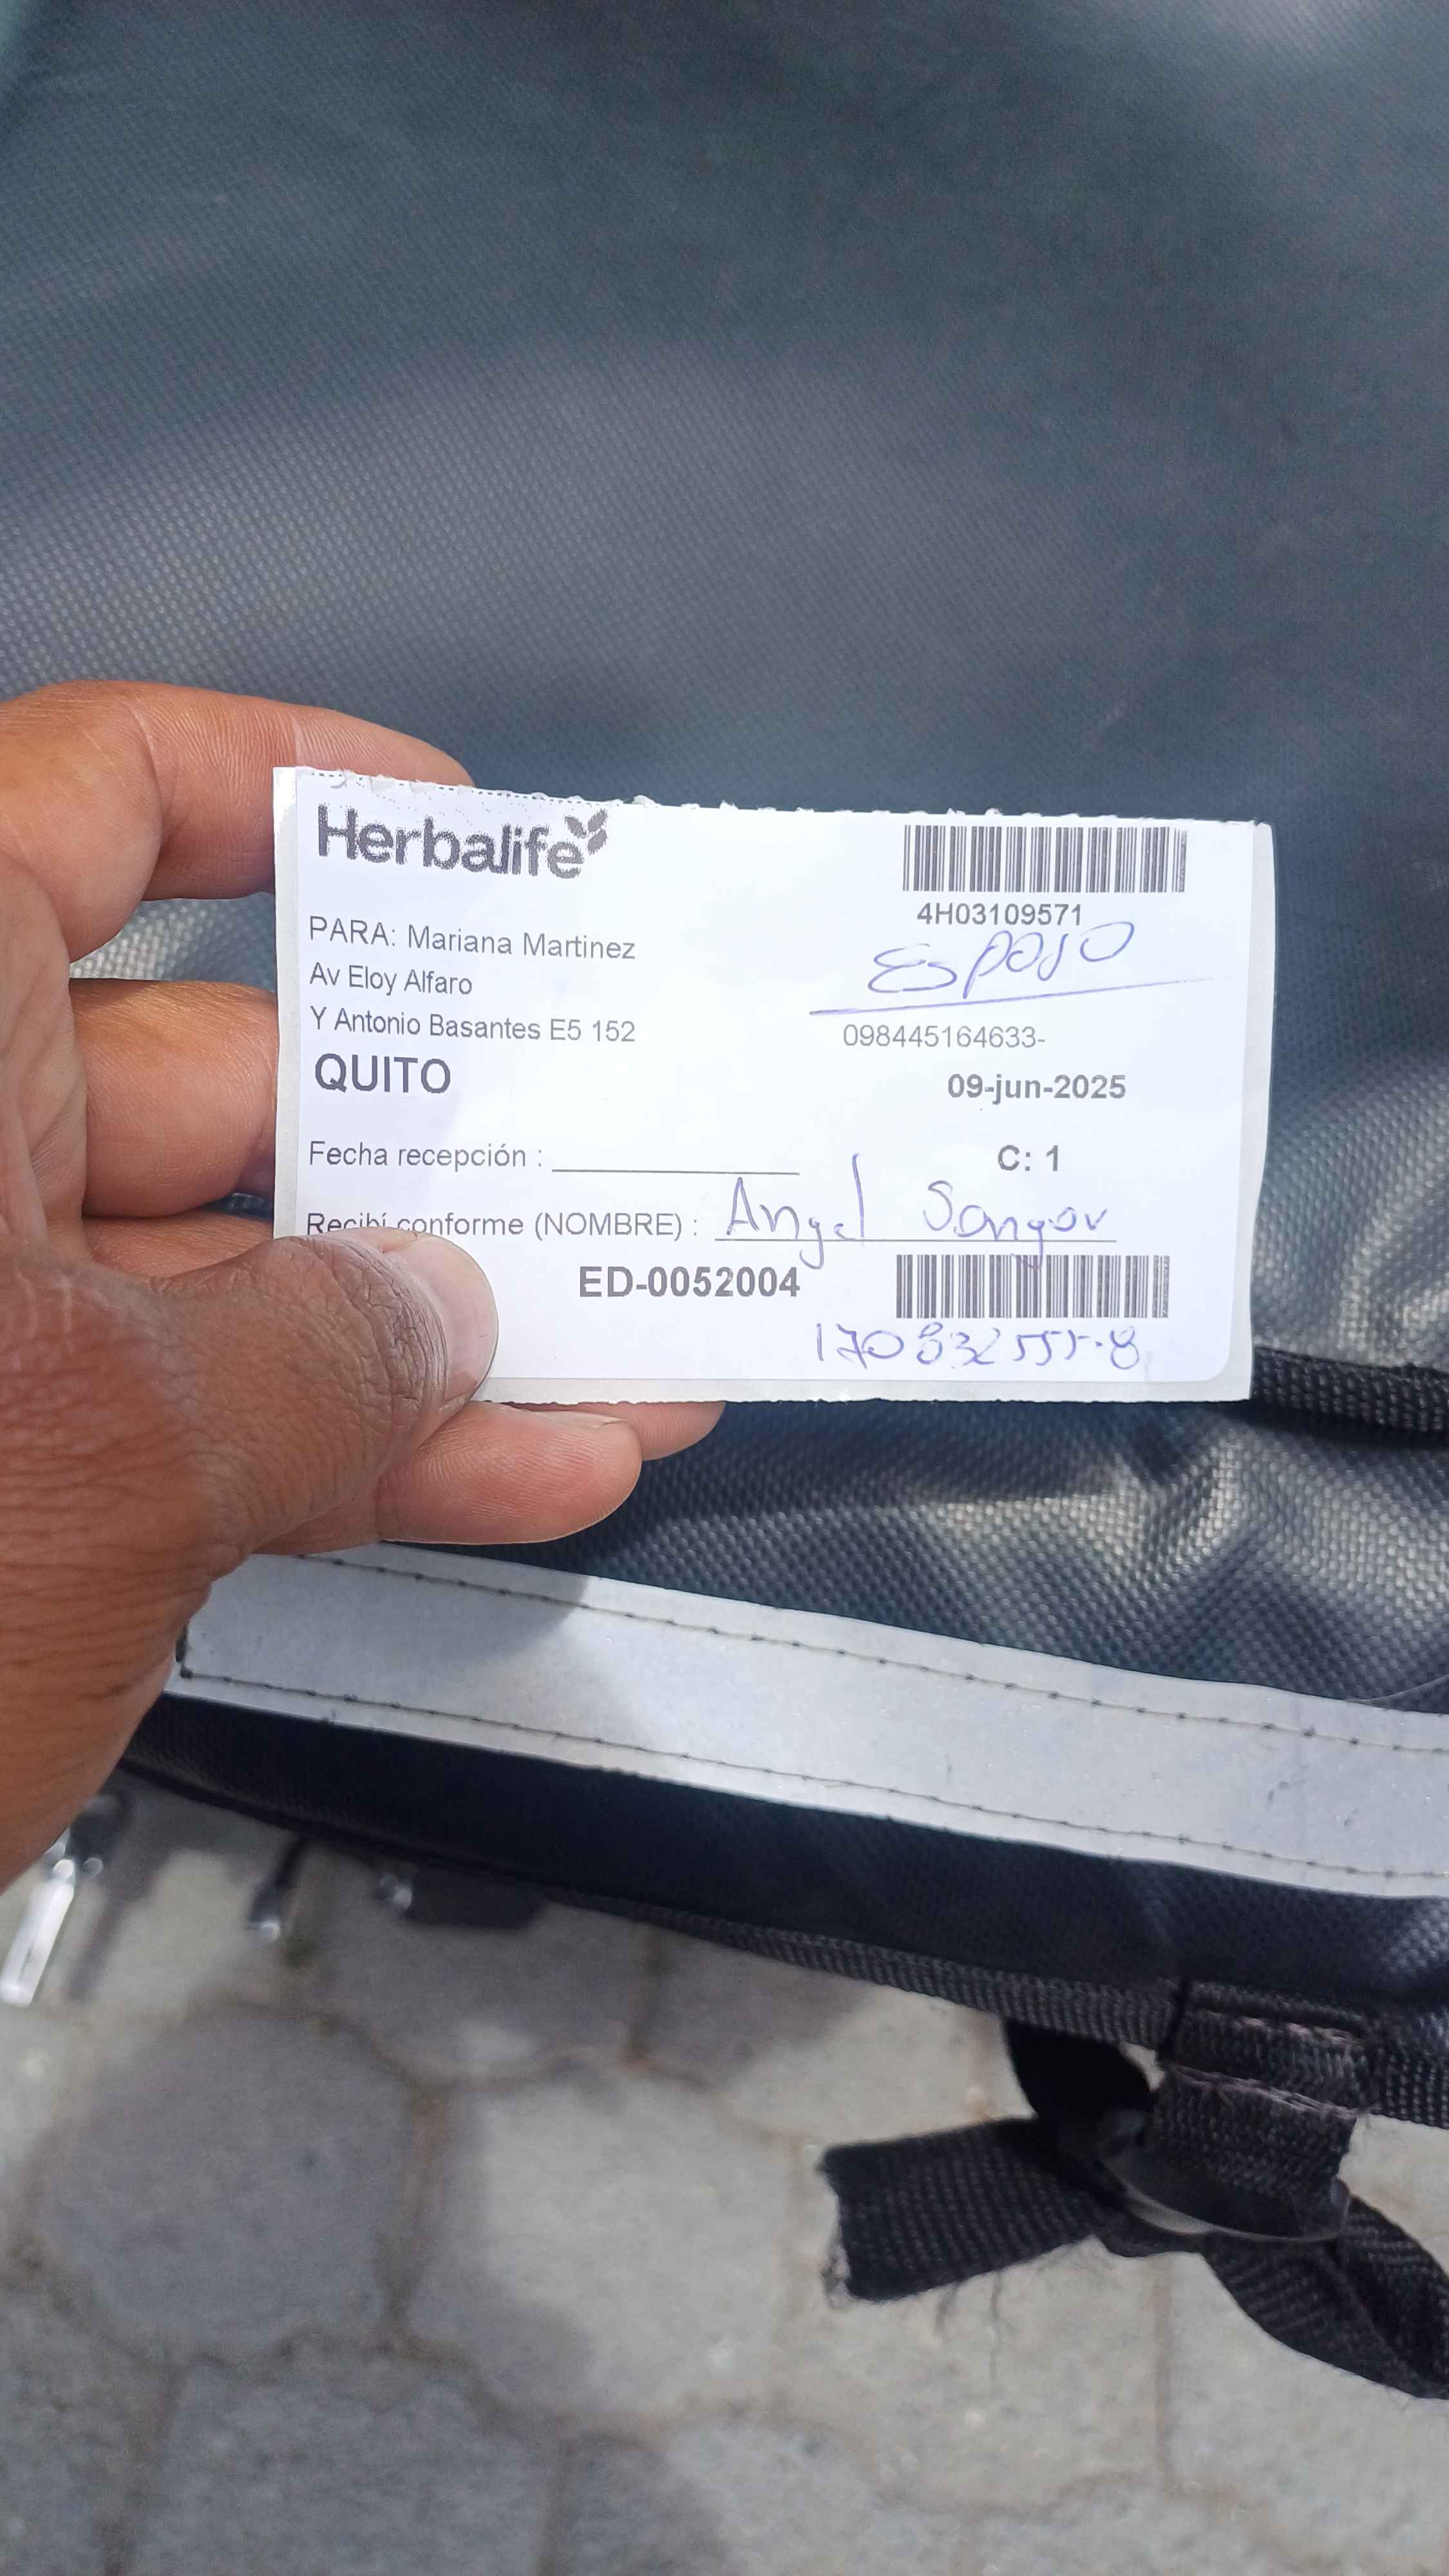 Herbalife
4H03109571
PARA: Mariana Martinez
Esposo
Av Eloy Alfaro
Y Antonio Basantes E5 152
098445164633-
QUITO
09-jun-2025
Fecha recepción :
C: 1
Recibí conforme (NOMBRE) : Angel
ED-0052004